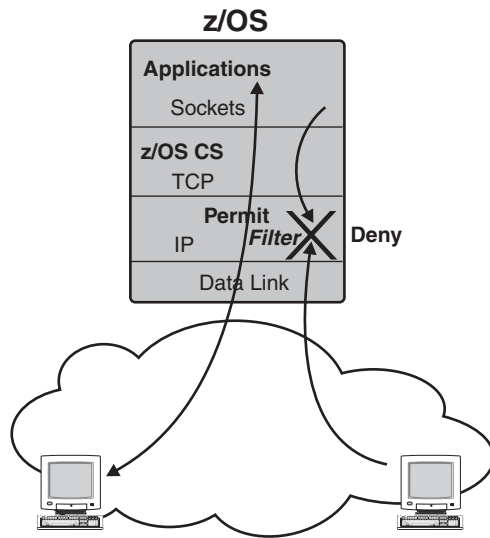 z/OS
Applications
Sockets
z/OS CS
TCP
Permit
Filter
Deny
IP
Data Link